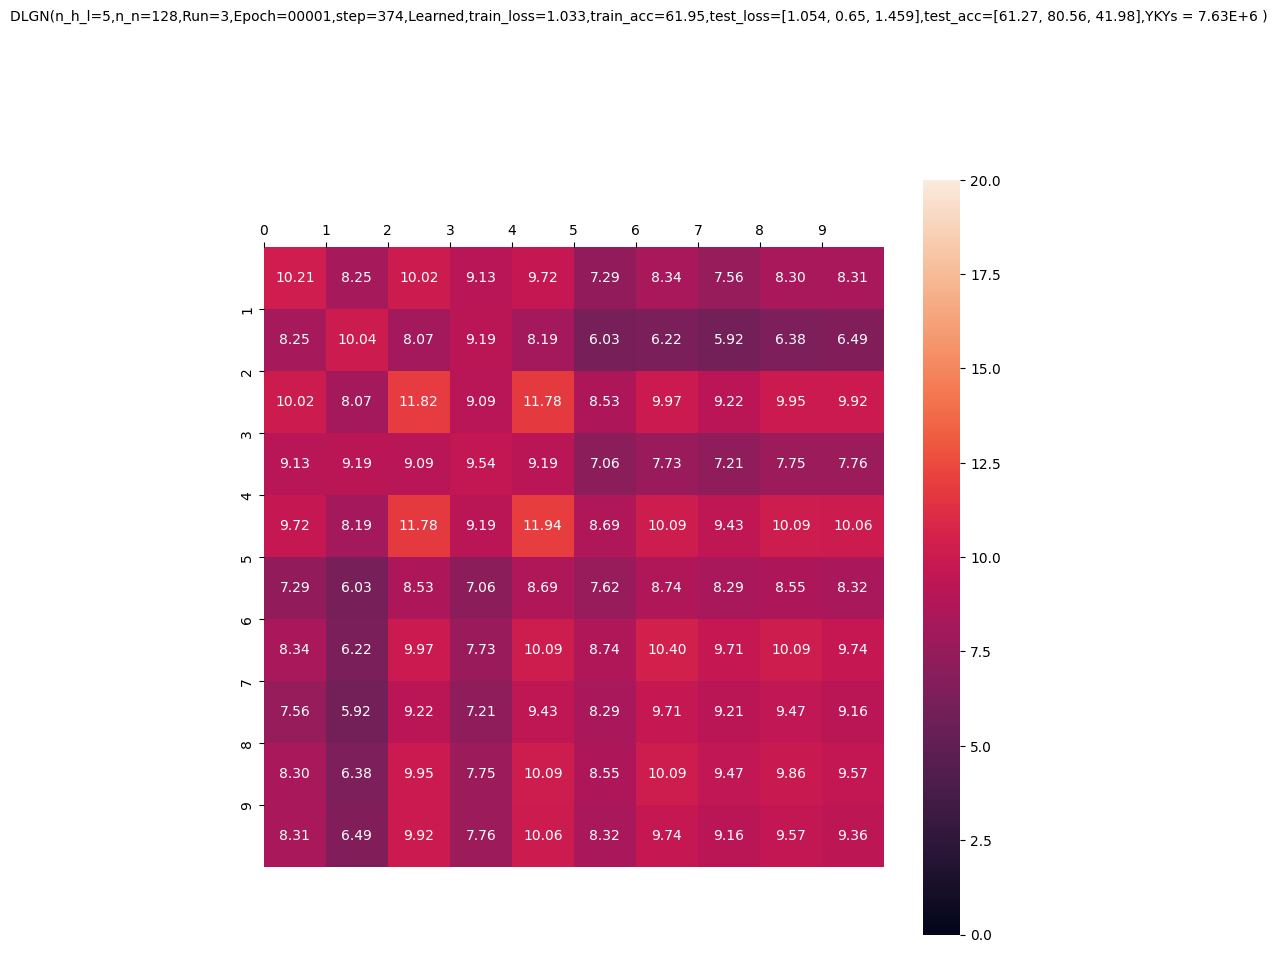 DLGN(n_h_l=5,n_n=128,Run=3,Epoch=00001,step=374,Learned,train_loss=1.033,train_acc=61.95,test_loss=[1.054, 0.65, 1.459],test_acc=[61.27, 80.56, 41.98],YKYs = 7.63E+6 )
20.0
0 1 2 3 4 5 6 7 8 9
10.21 8.25 10.02 9.13 9.72 7.29 8.34 7.56 8.30 8.31
17.5
1
8.25 10.04 8.07 9.19 8.19 6.03 6.22 5.92 6.38 6.49
2
15.0
10.02 8.07 11.82 9.09 11.78 8.53 9.97 9.22 9.95 9.92
3
9.13 9.19 9.09 9.54 9.19 7.06 7.73 7.21 7.75 7.76
12.5
4
9.72 8.19 11.78 9.19 11.94 8.69 10.09 9.43 10.09 10.06
5
10.0
7.29 6.03 8.53 7.06 8.69 7.62 8.74 8.29 8.55 8.32
6
8.34 6.22 9.97 7.73 10.09 8.74 10.40 9.71 10.09 9.74
7.5
7
7.56 5.92 9.22 7.21 9.43 8.29 9.71 9.21 9.47 9.16
8
5.0
8.30 6.38 9.95 7.75 10.09 8.55 10.09 9.47 9.86 9.57
9
8.31 6.49 9.92 7.76 10.06 8.32 9.74 9.16 9.57 9.36
2.5
0.0